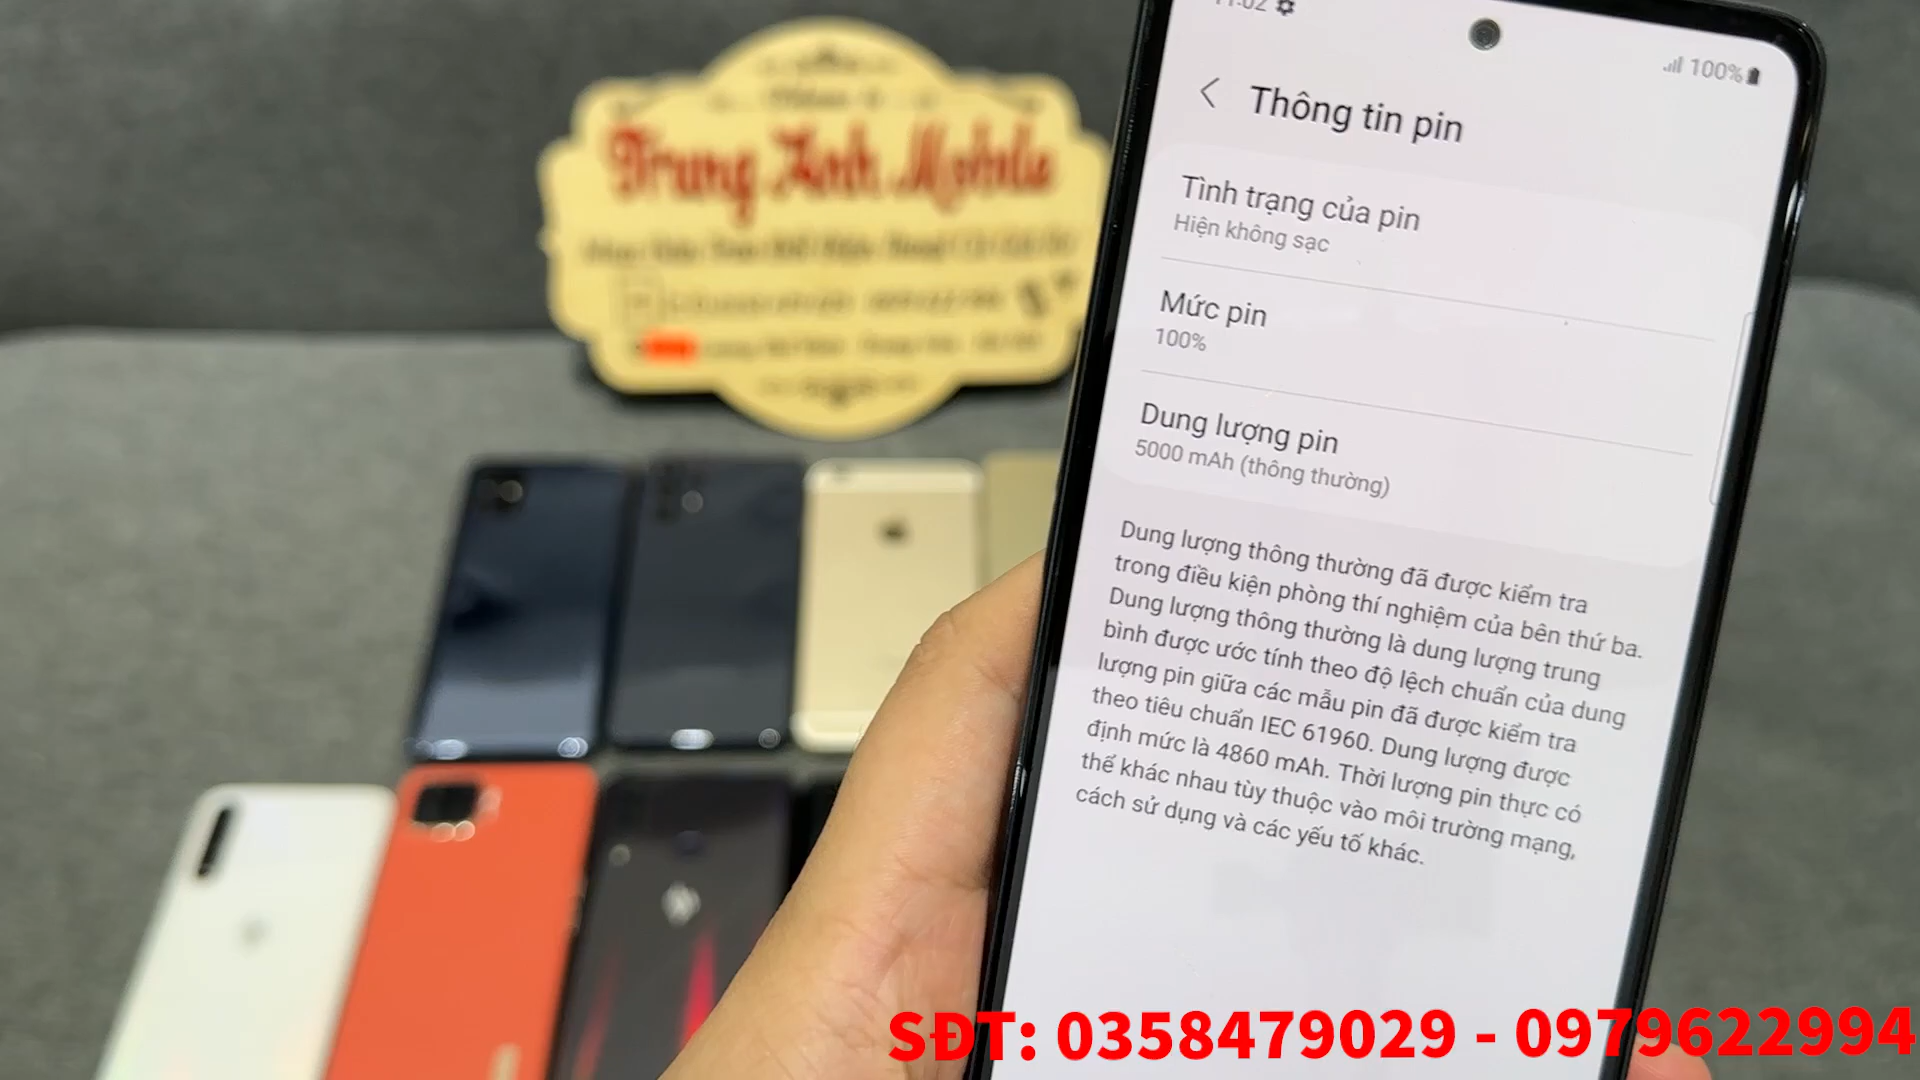 Trung Anh Mobile
11:02
100%
Thông tin pin
Tình trạng của pin
Hiện không sạc
Mức pin
100%
Dung lượng pin
5000 mAh (thông thường)
Dung lượng thông thường đã được kiểm tra
trong điều kiện phòng thí nghiệm của bên thứ ba.
Dung lượng thông thường là dung lượng trung
bình được ước tính theo độ lệch chuẩn của dung
lượng pin giữa các mẫu pin đã được kiểm tra
theo tiêu chuẩn IEC 61960. Dung lượng được
định mức là 4860 mAh. Thời lượng pin thực có
thể khác nhau tùy thuộc vào môi trường mạng,
cách sử dụng và các yếu tố khác.
SĐT: 0358479029 - 0979622994